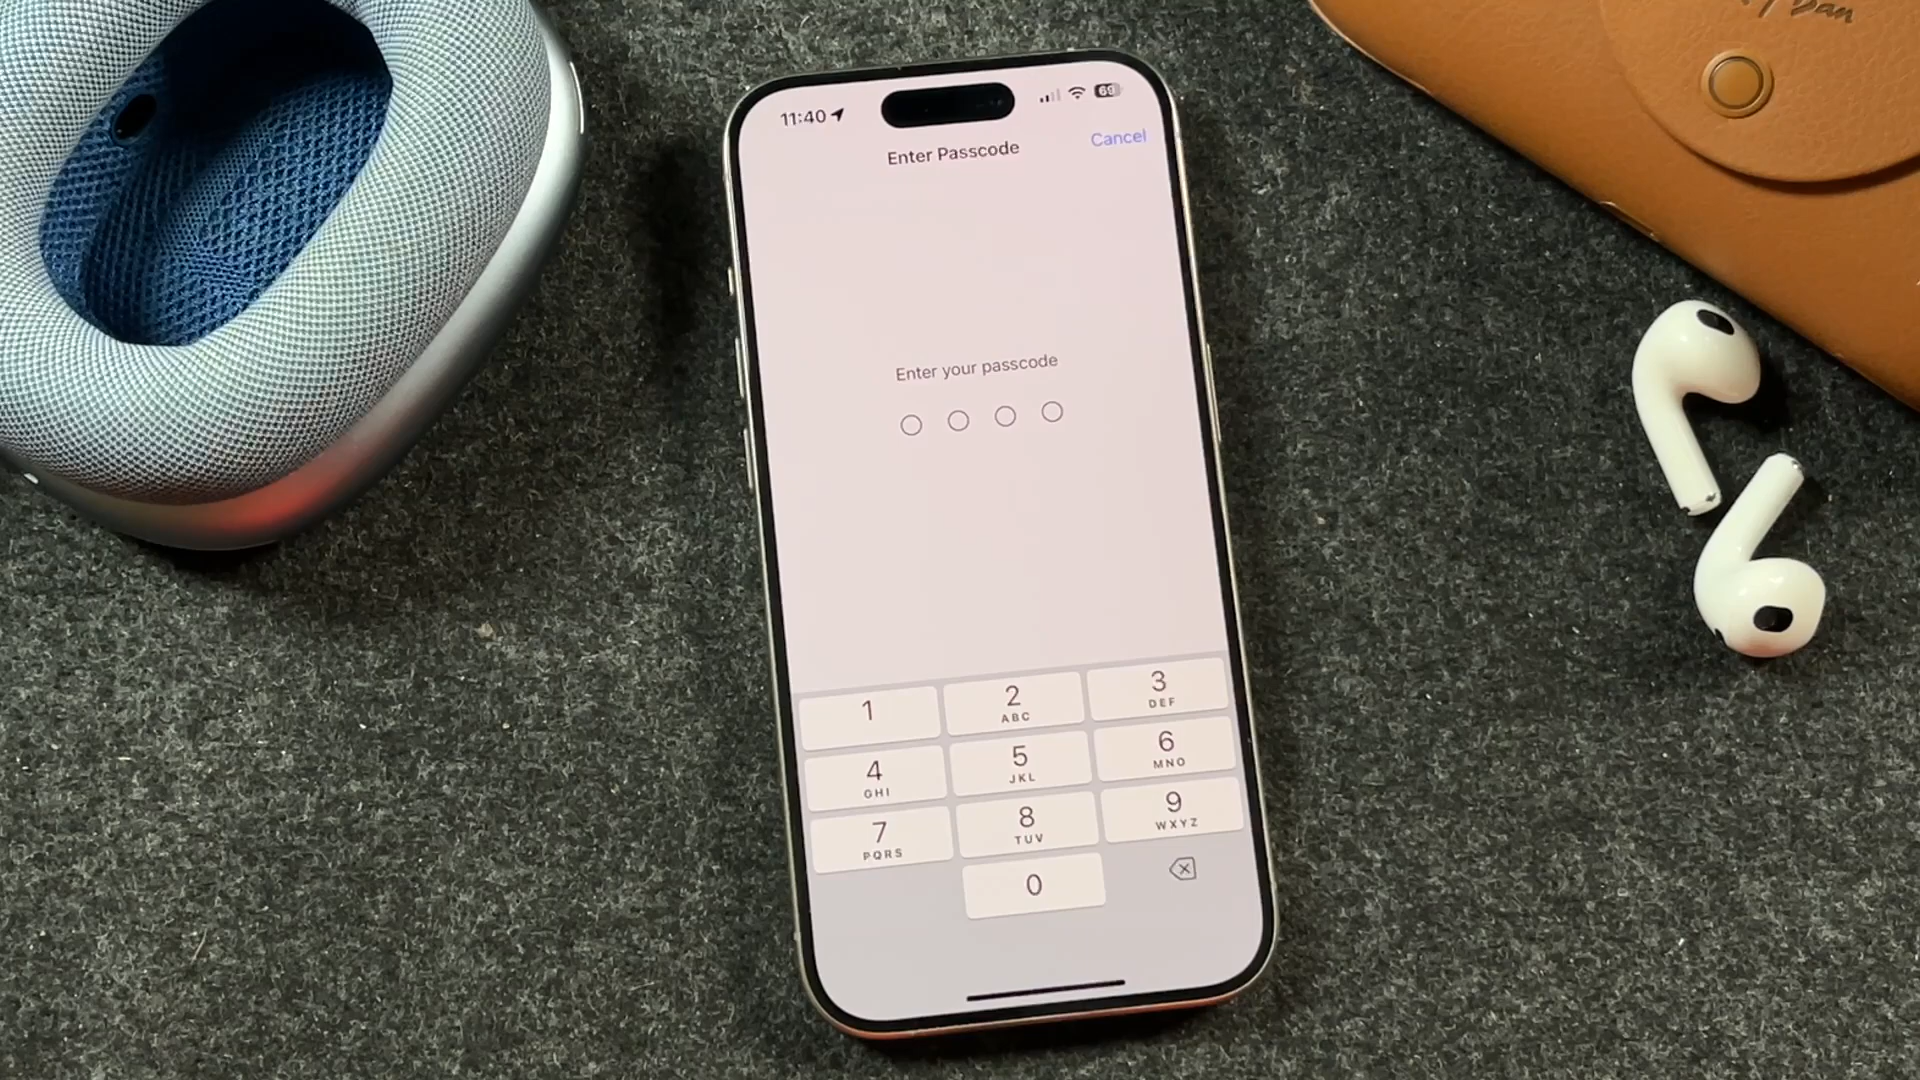 11:40
69
Enter Passcode
Cancel
Enter your passcode
1
2
ABC
3
DEF
4
GHI
5
JKL
6
MNO
7
PQRS
8
TUV
9
WXYZ
0